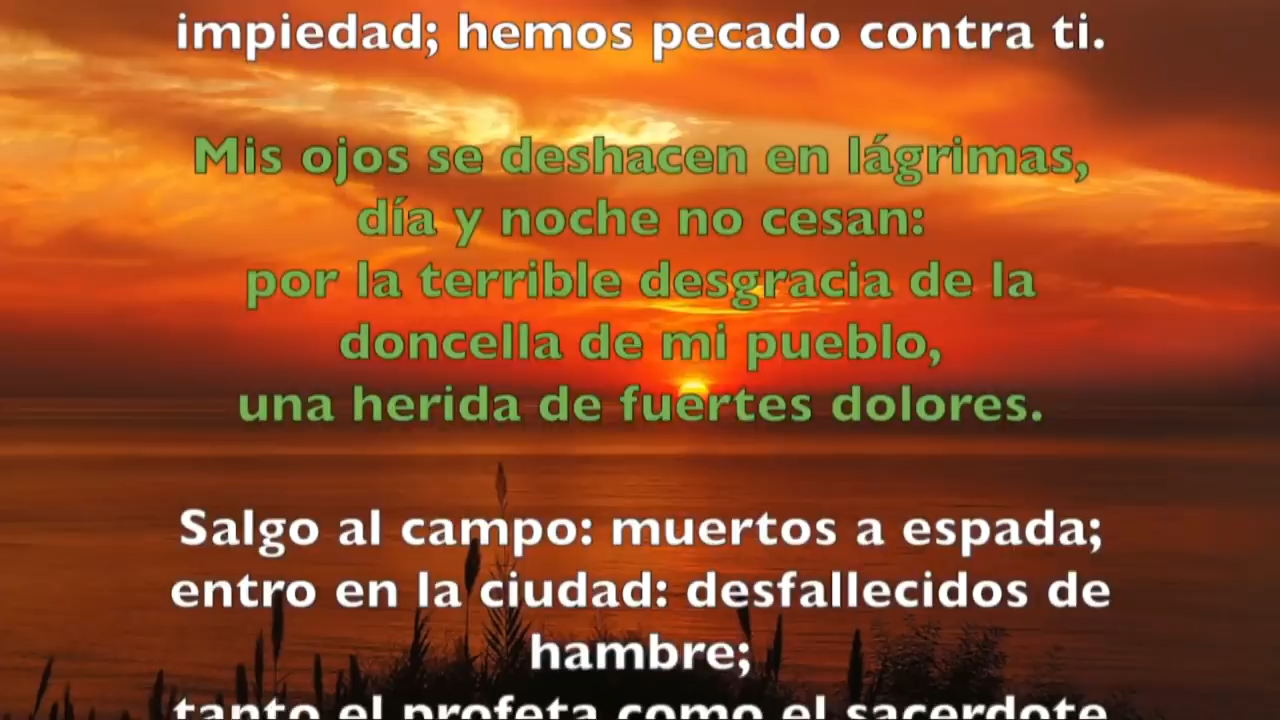 impiedad; hemos pecado contra ti.
Mis ojos se deshacen en lágrimas,
día y noche no cesan:
por la terrible desgracia de la
doncella de mi pueblo,
una herida de fuertes dolores.
Salgo al campo: muertos a espada;
entro en la ciudad: desfallecidos de
hambre;
tanto el profeta como el sacerdote